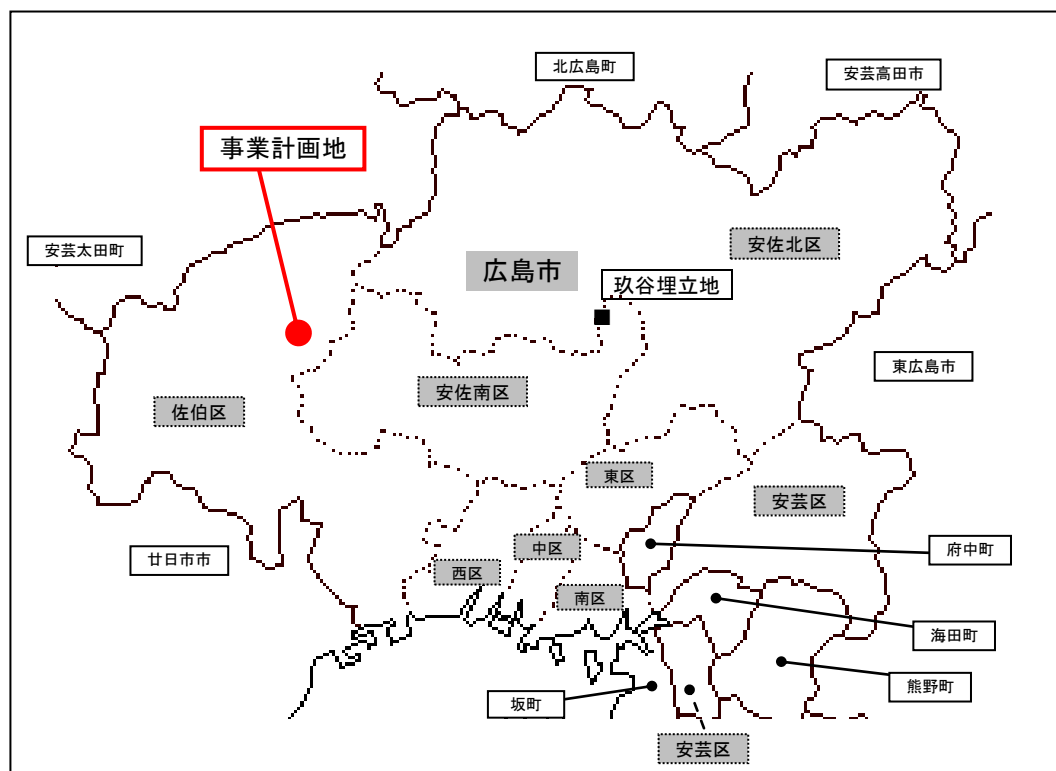 北広島町
安芸高田市
事業計画地
安芸太田町
安佐北区
広島市
玖谷埋立地
東広島市
安佐南区
佐伯区
東区
安芸区
廿日市市
中区
府中町
西区
南区
海田町
熊野町
坂町
安芸区